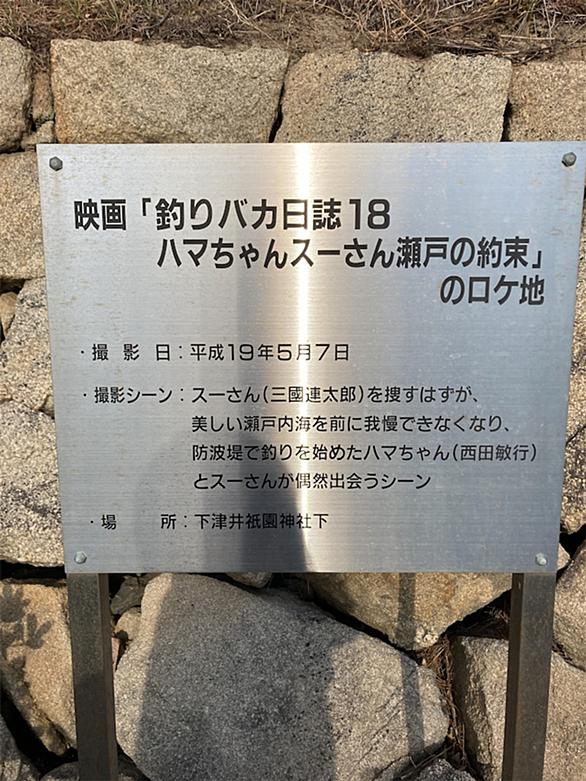 映画「釣りバカ日誌18
ハマちゃんスーさん瀬戸の約束」
のロケ地
・撮 影 日：平成19年5月7日
・撮影シーン：スーさん(三國連太郎)を捜すはずが、
美しい瀬戸内海を前に我慢できなくなり、
防波堤で釣りを始めたハマちゃん(西田敏行)
とスーさんが偶然出会うシーン
・場 所：下津井祇園神社下